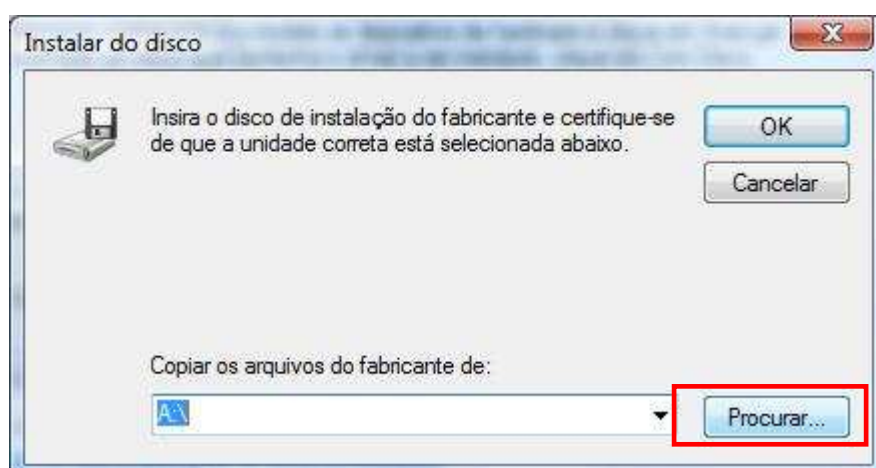 Instalar do disco
Insira o disco de instalação do fabricante e certifique-se
de que a unidade correta está selecionada abaixo.
OK
Cancelar
Copiar os arquivos do fabricante de:
A:\
Procurar...